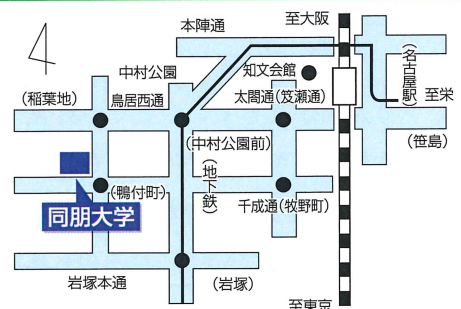 至大阪
本陣通
中村公園
知文会館
(名古屋駅)
至栄
(稲葉地)
鳥居西通
太閤通(笈瀬通)
(中村公園前)
(笹島)
(地下鉄)
(鴨付町)
千成通(牧野町)
同朋大学
岩塚本通
(岩塚)
至東京